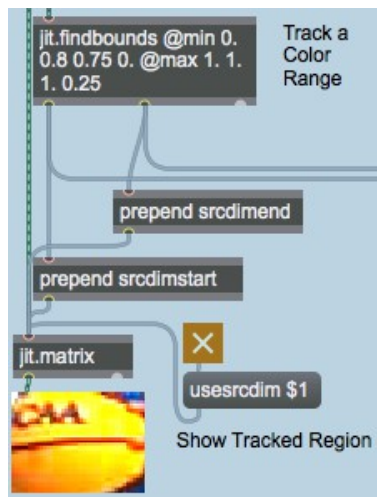 jit.findbounds @min 0.
0.8 0.75 0. @max 1. 1.
1. 0.25
Track a
Color
Range
prepend srcdimend
prepend srcdimstart
jit.matrix
usesrcdim $1
CAA
Show Tracked Region